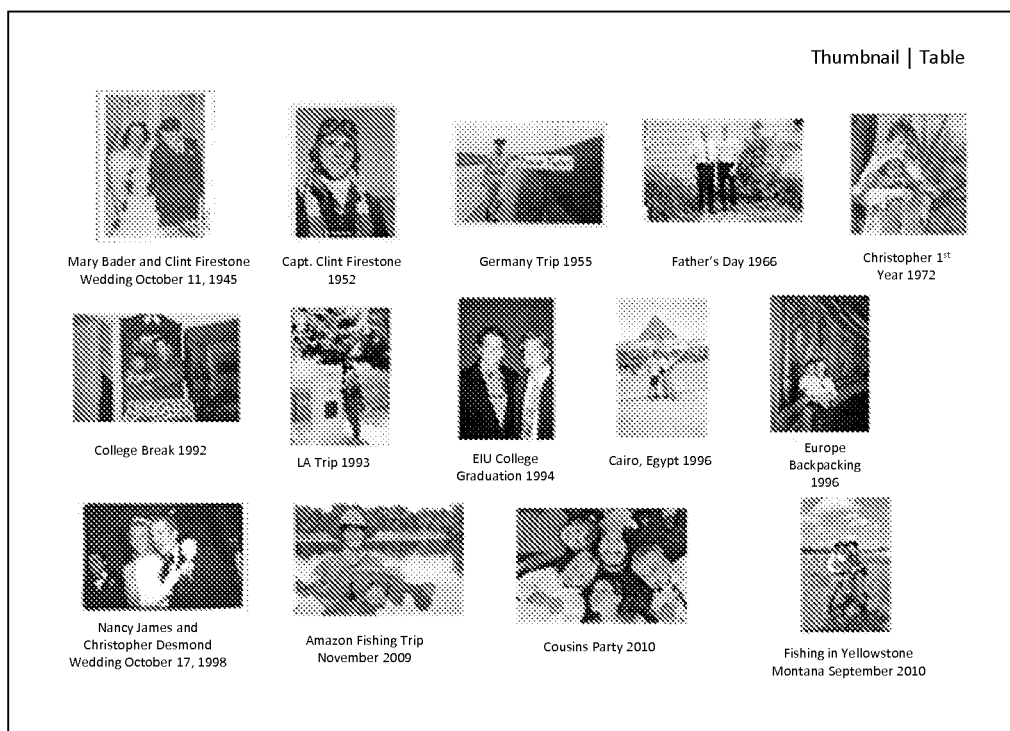 Thumbnail | Table
Mary Bader and Clint Firestone
Wedding October 11, 1945
Capt. Clint Firestone
1952
Germany Trip 1955
Father's Day 1966
Christopher 1st
Year 1972
College Break 1992
LA Trip 1993
EIU College
Graduation 1994
Cairo, Egypt 1996
Europe
Backpacking
1996
Nancy James and
Christopher Desmond
Wedding October 17, 1998
Amazon Fishing Trip
November 2009
Cousins Party 2010
Fishing in Yellowstone
Montana September 2010